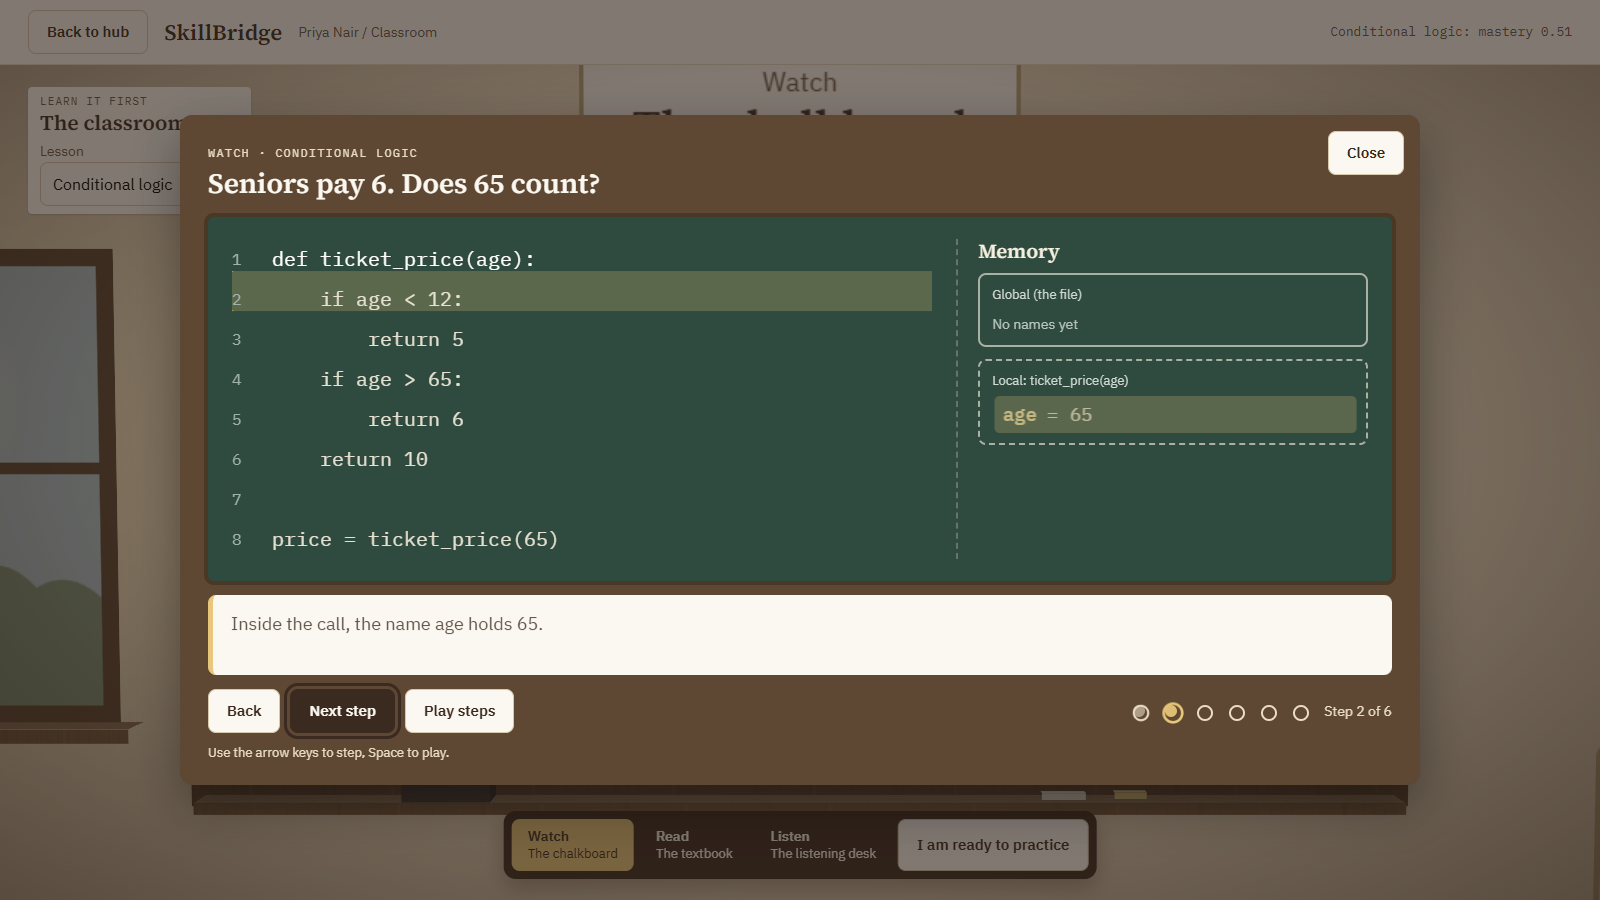 Back to hub
SkillBridge
Priya Nair / Classroom
Conditional logic: mastery 0.51
LEARN IT FIRST
The classroom
Lesson
Conditional logic
Watch
WATCH · CONDITIONAL LOGIC
Seniors pay 6. Does 65 count?
Close
1 def ticket_price(age):
2 if age < 12:
3 return 5
4 if age > 65:
5 return 6
6 return 10
7
8 price = ticket_price(65)
Memory
Global (the file)
No names yet
Local: ticket_price(age)
age = 65
Inside the call, the name age holds 65.
Back
Next step
Play steps
Step 2 of 6
Use the arrow keys to step, Space to play.
Watch
The chalkboard
Read
The textbook
Listen
The listening desk
I am ready to practice